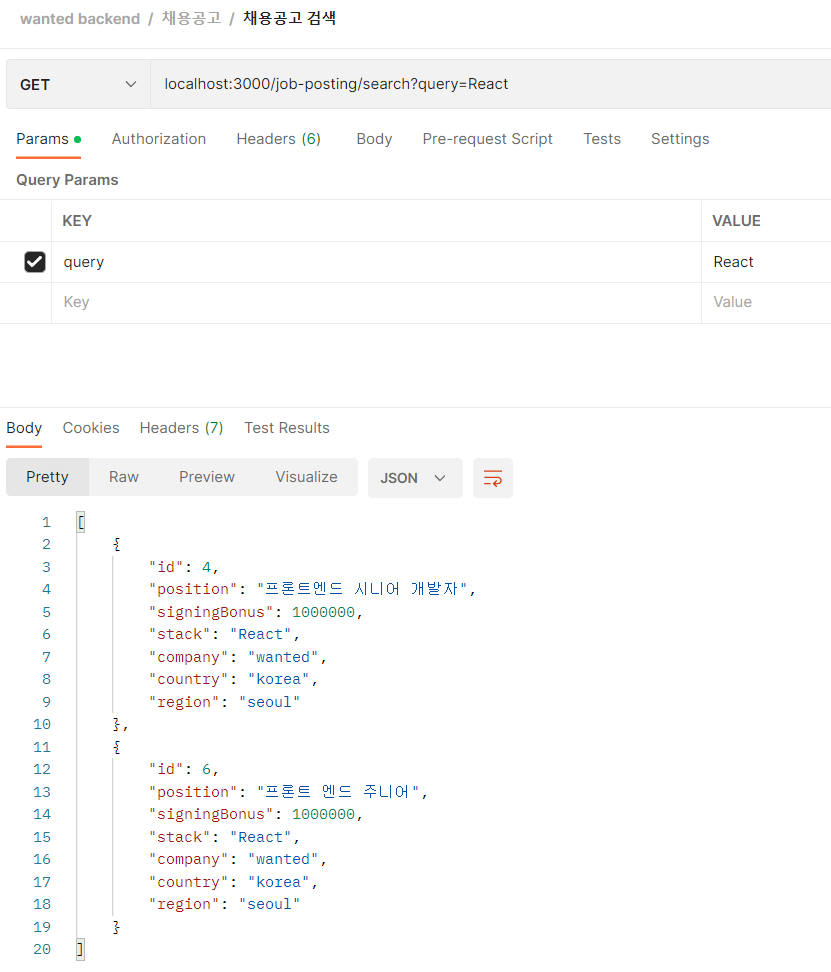 wanted backend / 채용공고 / 채용공고 검색
GET localhost:3000/job-posting/search?query=React
Params Authorization Headers (6) Body Pre-request Script Tests Settings
Query Params
KEY VALUE
query React
Key Value
Body Cookies Headers (7) Test Results
Pretty Raw Preview Visualize JSON
1 [
2 {
3 "id": 4,
4 "position": "프론트엔드 시니어 개발자",
5 "signingBonus": 1000000,
6 "stack": "React",
7 "company": "wanted",
8 "country": "korea",
9 "region": "seoul"
10 },
11 {
12 "id": 6,
13 "position": "프론트 엔드 주니어",
14 "signingBonus": 1000000,
15 "stack": "React",
16 "company": "wanted",
17 "country": "korea",
18 "region": "seoul"
19 }
20 ]